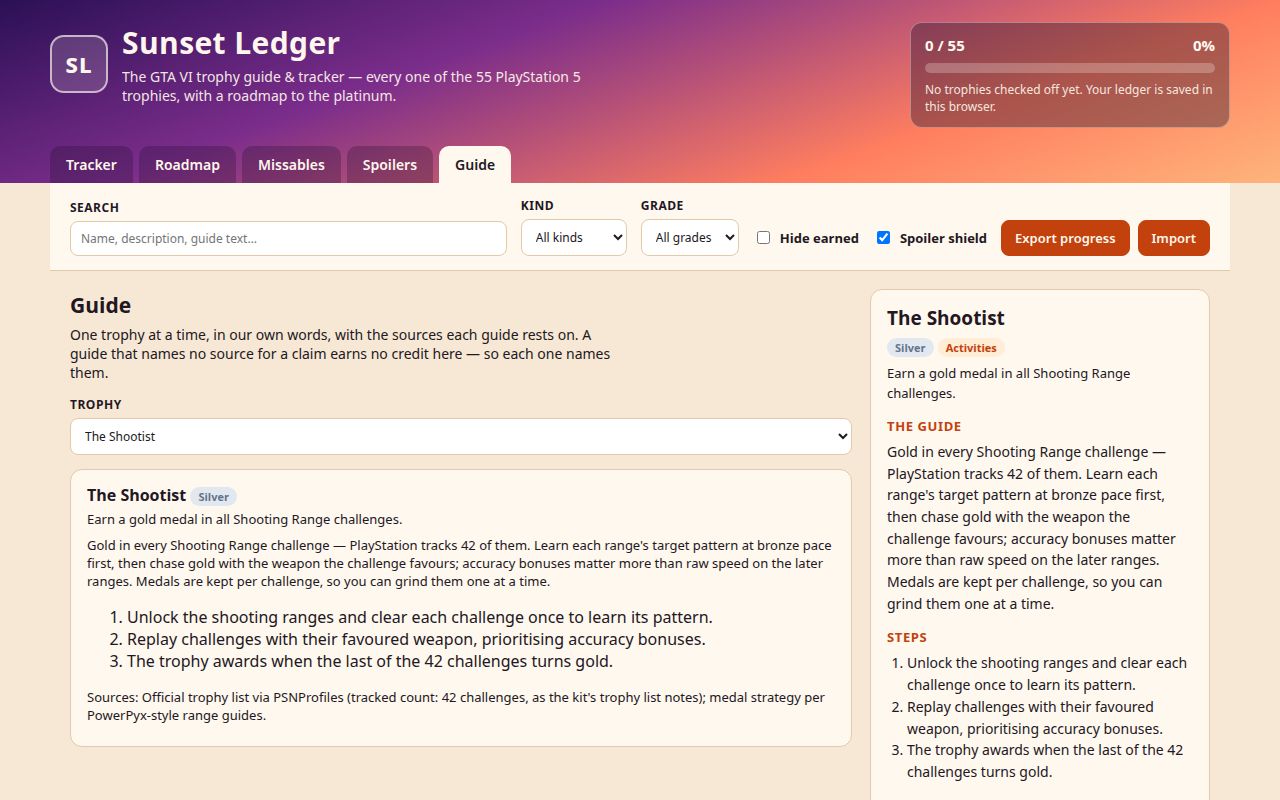 SL
Sunset Ledger
The GTA VI trophy guide & tracker — every one of the 55 PlayStation 5
trophies, with a roadmap to the platinum.
0 / 55
0%
No trophies checked off yet. Your ledger is saved in
this browser.
Tracker
Roadmap
Missables
Spoilers
Guide
SEARCH
Name, description, guide text...
KIND
All kinds
GRADE
All grades
Hide earned
Spoiler shield
Export progress
Import
Guide
One trophy at a time, in our own words, with the sources each guide rests on. A
guide that names no source for a claim earns no credit here — so each one names
them.
TROPHY
The Shootist
The Shootist Silver
Earn a gold medal in all Shooting Range challenges.
Gold in every Shooting Range challenge — PlayStation tracks 42 of them. Learn each range's target pattern at bronze pace
first, then chase gold with the weapon the challenge favours; accuracy bonuses matter more than raw speed on the later
ranges. Medals are kept per challenge, so you can grind them one at a time.
1. Unlock the shooting ranges and clear each challenge once to learn its pattern.
2. Replay challenges with their favoured weapon, prioritising accuracy bonuses.
3. The trophy awards when the last of the 42 challenges turns gold.
Sources: Official trophy list via PSNProfiles (tracked count: 42 challenges, as the kit's trophy list notes); medal strategy per
PowerPyx-style range guides.
The Shootist
Silver
Activities
Earn a gold medal in all Shooting Range
challenges.
THE GUIDE
Gold in every Shooting Range challenge —
PlayStation tracks 42 of them. Learn each
range's target pattern at bronze pace first,
then chase gold with the weapon the
challenge favours; accuracy bonuses matter
more than raw speed on the later ranges.
Medals are kept per challenge, so you can
grind them one at a time.
STEPS
1. Unlock the shooting ranges and clear each
challenge once to learn its pattern.
2. Replay challenges with their favoured
weapon, prioritising accuracy bonuses.
3. The trophy awards when the last of the 42
challenges turns gold.